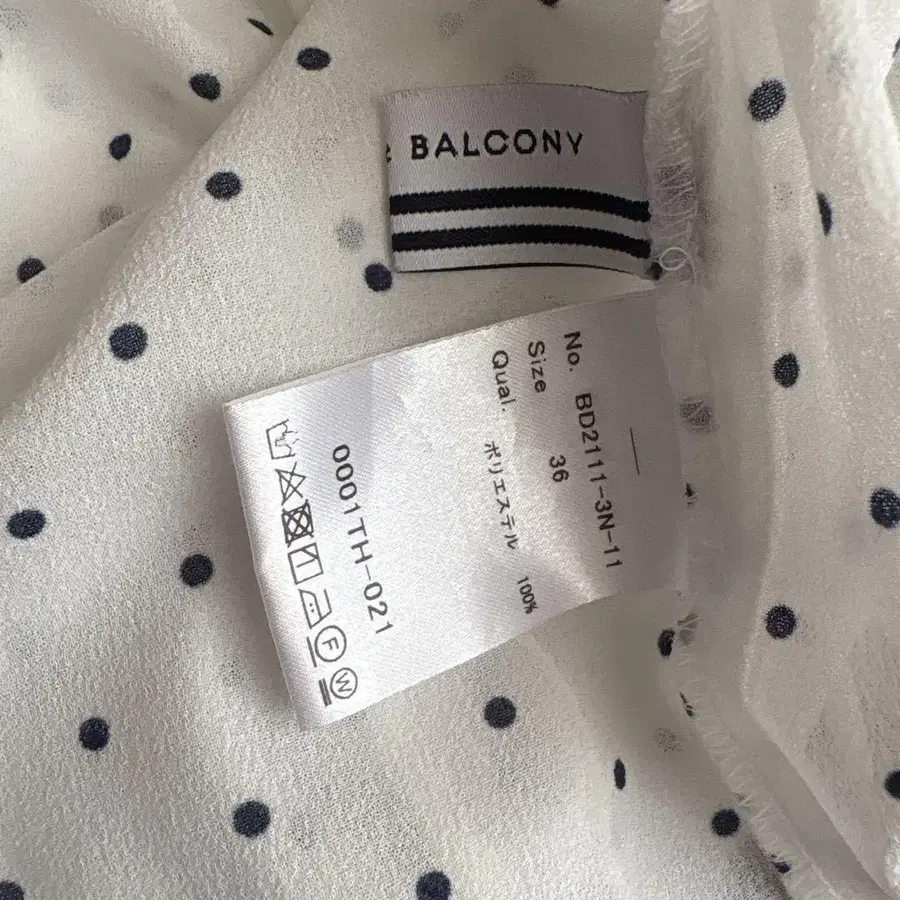 BALCONY
No. BD2111-3N-11
Size 36
Qual. ポリエステル 100%
0001TH-021
F W